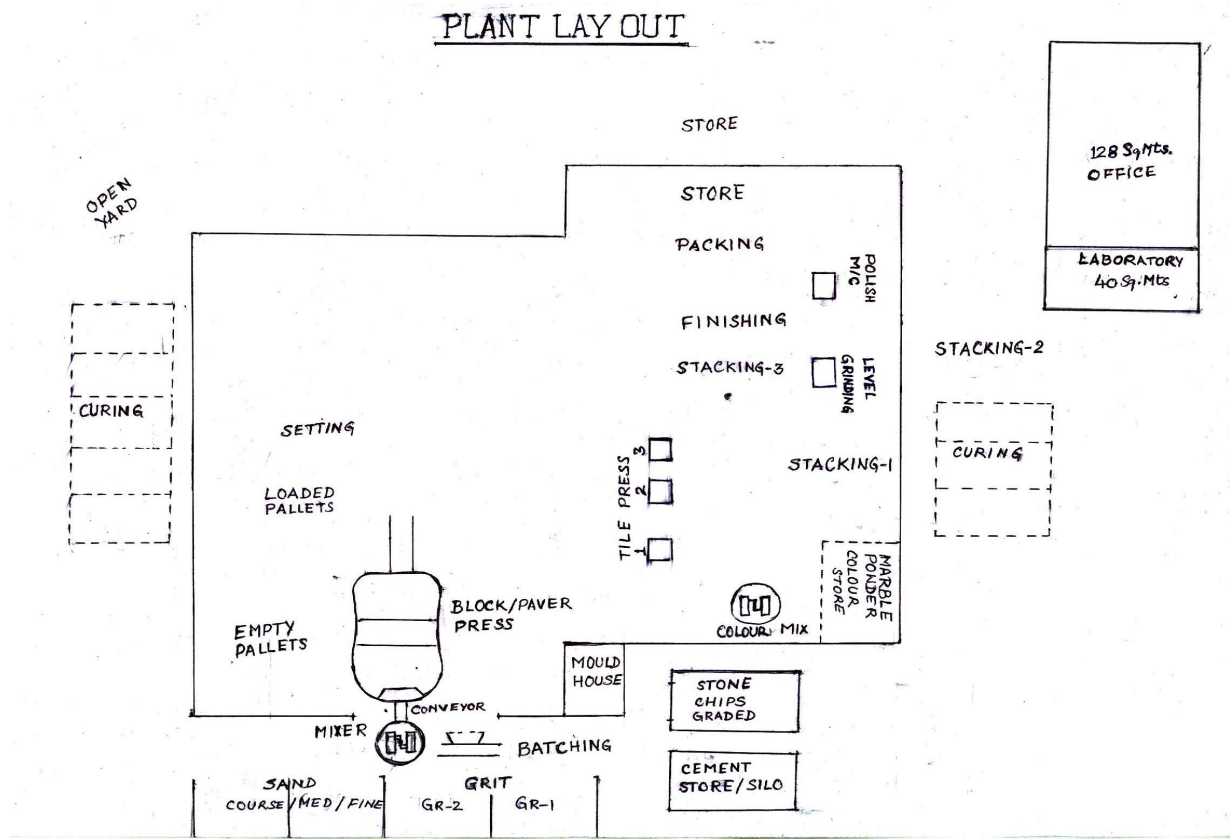 PLANT LAY OUT
STORE
128 Sq Mts.
OFFICE
OPEN
YARD
STORE
PACKING
LABORATORY
40 Sq. Mts
POLISH
M/C
FINISHING
STACKING-2
STACKING-3
LEVEL
GRINDING
CURING
SETTING
CURING
STACKING-1
LOADED
PALLETS
TILE PRESS
1 2 3
MARBLE
PONDER
COLOUR
STORE
BLOCK/PAVER
PRESS
EMPTY
PALLETS
COLOUR MIX
MOULD
HOUSE
STONE
CHIPS
GRADED
CONVEYOR
MIXER
BATCHING
CEMENT
STORE/SILO
SAND
COURSE/MED/FINE
GRIT
GR-2
GR-1